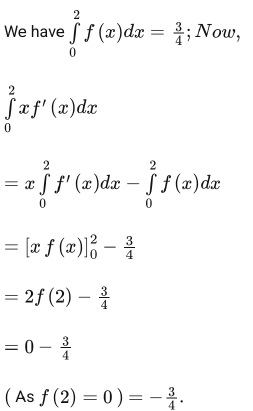 We have \int_0^2 f(x)dx = \frac{3}{4}; Now,
\int_0^2 xf'(x)dx
= x\int_0^2 f'(x)dx - \int_0^2 f(x)dx
= [x f(x)]_0^2 - \frac{3}{4}
= 2f(2) - \frac{3}{4}
= 0 - \frac{3}{4}
( As f(2) = 0 ) = -\frac{3}{4}.